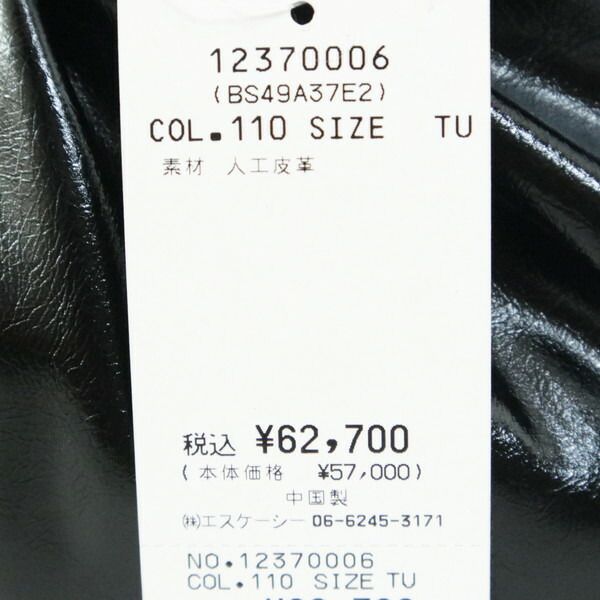 12370006
(BS49A37E2)
COL.110 SIZE TU
素材 人工皮革
税込 ¥62,700
(本体価格 ¥57,000)
中国製
㈱エスケーシー 06-6245-3171
NO.12370006
COL.110 SIZE TU